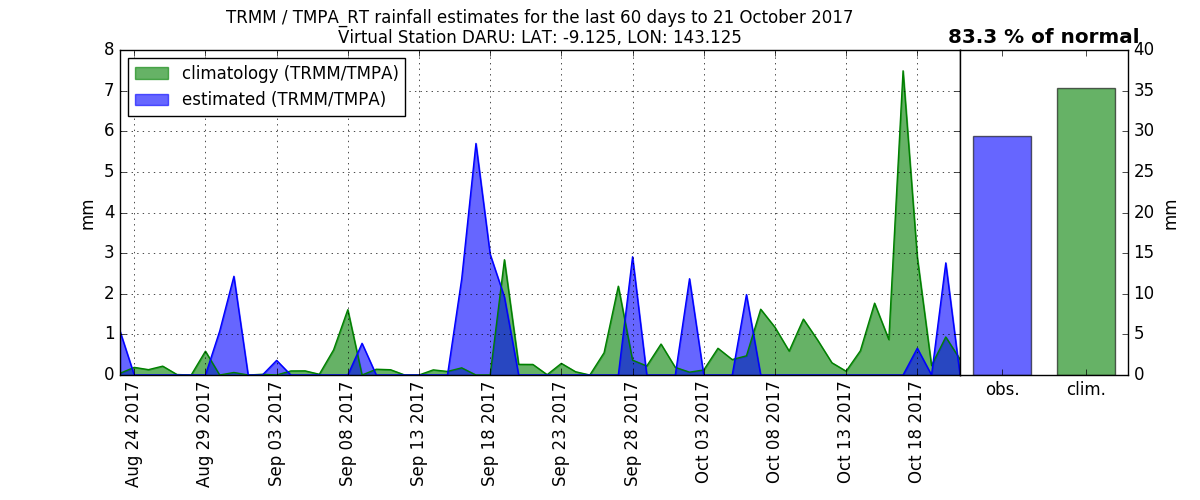 TRMM / TMPA_RT rainfall estimates for the last 60 days to 21 October 2017
Virtual Station DARU: LAT: -9.125, LON: 143.125
83.3 % of normal
climatology (TRMM/TMPA)
estimated (TRMM/TMPA)
8
7
6
5
4
3
2
1
0
mm
Aug 24 2017
Aug 29 2017
Sep 03 2017
Sep 08 2017
Sep 13 2017
Sep 18 2017
Sep 23 2017
Sep 28 2017
Oct 03 2017
Oct 08 2017
Oct 13 2017
Oct 18 2017
40
35
30
25
20
15
10
5
0
mm
obs.
clim.